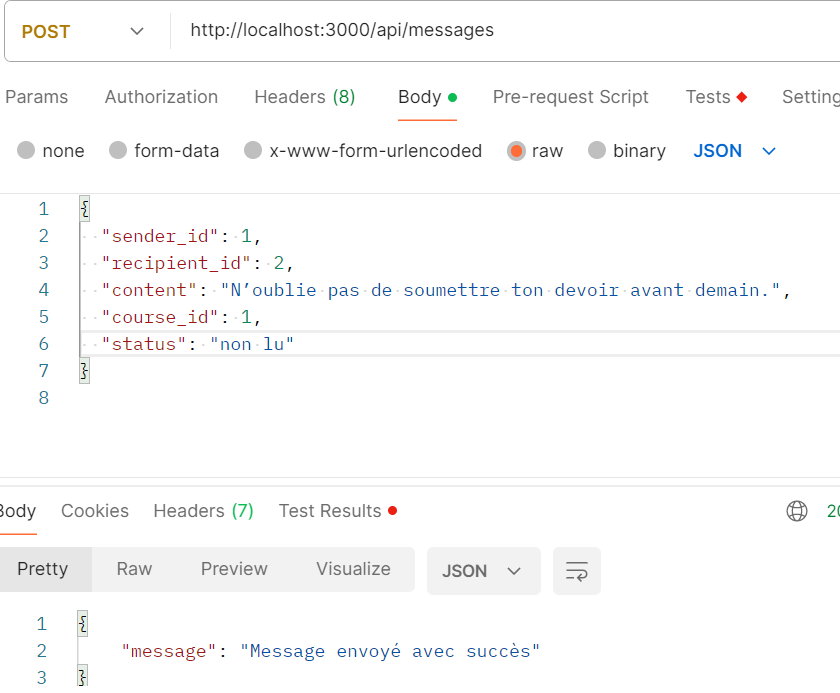 POST http://localhost:3000/api/messages
Params Authorization Headers (8) Body Pre-request Script Tests Setting
none form-data x-www-form-urlencoded raw binary JSON
1 {
2 "sender_id": 1,
3 "recipient_id": 2,
4 "content": "N’oublie pas de soumettre ton devoir avant demain.",
5 "course_id": 1,
6 "status": "non lu"
7 }
8
Body Cookies Headers (7) Test Results 20
Pretty Raw Preview Visualize JSON
1 {
2 "message": "Message envoyé avec succès"
3 }